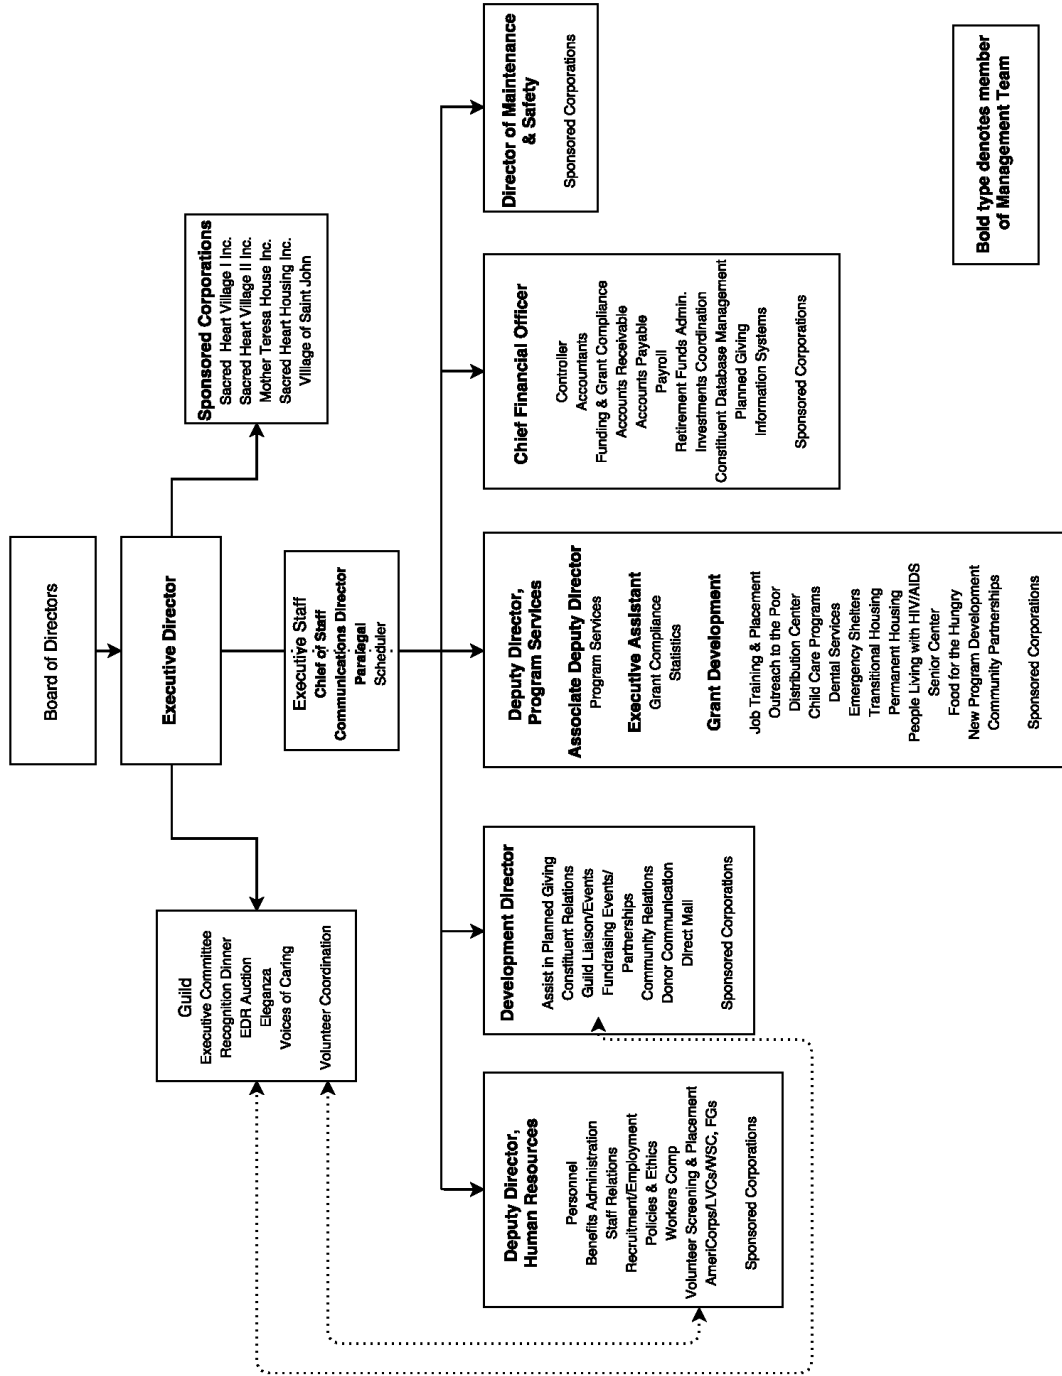 Board of Directors
Executive Director
Guild
Executive Committee
Recognition Dinner
EDR Auction
Eleganza
Voices of Caring
Volunteer Coordination
Sponsored Corporations
Sacred Heart Village I Inc.
Sacred Heart Village II Inc.
Mother Teresa House Inc.
Sacred Heart Housing Inc.
Village of Saint John
Executive Staff
Chief of Staff
Communications Director
Paralegal
Scheduler
Deputy Director,
Human Resources
Personnel
Benefits Administration
Staff Relations
Recruitment/Employment
Policies & Ethics
Workers Comp
Volunteer Screening & Placement
AmeriCorps/LVCs/WSC, FGs
Sponsored Corporations
Development Director
Assist in Planned Giving
Constituent Relations
Guild Liaison/Events
Fundraising Events/
Partnerships
Community Relations
Donor Communication
Direct Mail
Sponsored Corporations
Deputy Director,
Program Services
Associate Deputy Director
Program Services
Executive Assistant
Grant Compliance
Statistics
Grant Development
Job Training & Placement
Outreach to the Poor
Distribution Center
Child Care Programs
Dental Services
Emergency Shelters
Transitional Housing
Permanent Housing
People Living with HIV/AIDS
Senior Center
Food for the Hungry
New Program Development
Community Partnerships
Sponsored Corporations
Chief Financial Officer
Controller
Accountants
Funding & Grant Compliance
Accounts Receivable
Accounts Payable
Payroll
Retirement Funds Admin.
Investments Coordination
Constituent Database Management
Planned Giving
Information Systems
Sponsored Corporations
Director of Maintenance
& Safety
Sponsored Corporations
Bold type denotes member
of Management Team